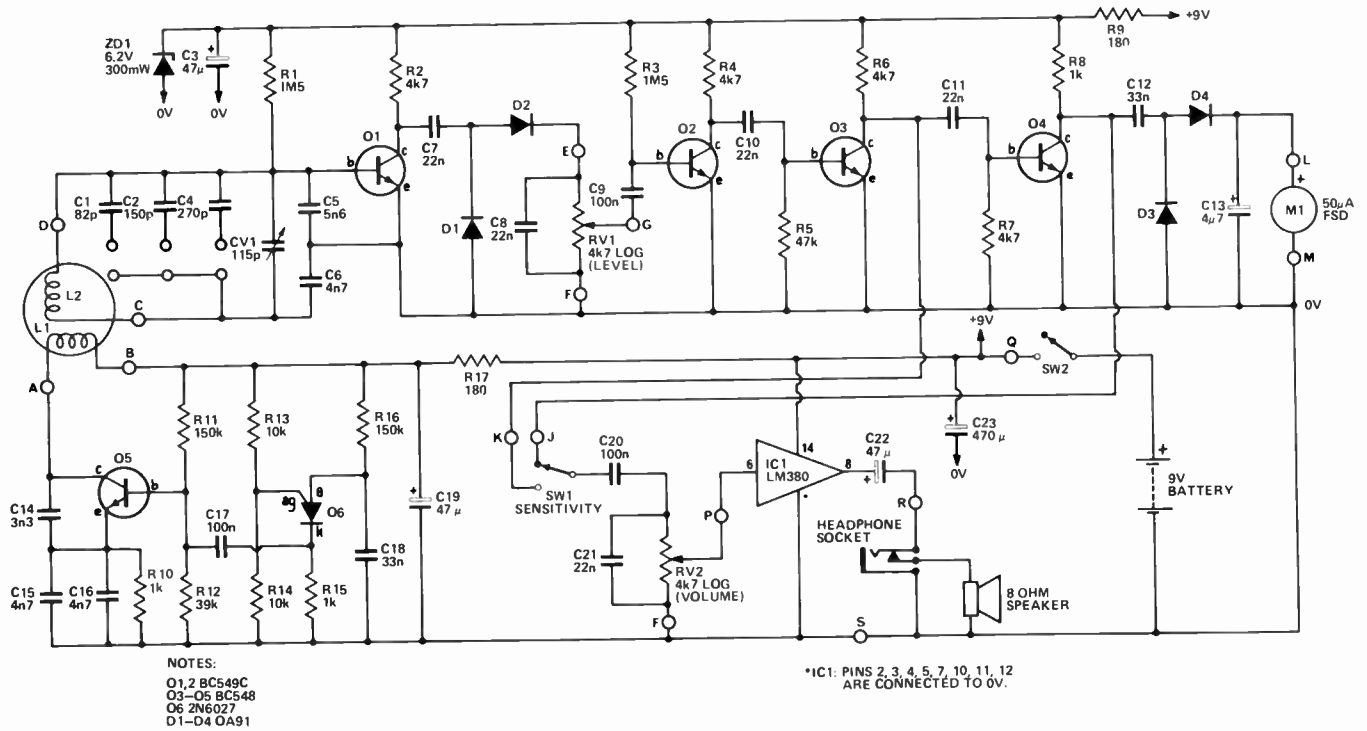 R9
180
+9V
ZD1
6.2V
300mW
C3
47µ
0V
0V
R1
1M5
R2
4k7
R3
1M5
R4
4k7
R6
4k7
R8
1k
C11
22n
C12
33n
D4
D2
O1
b
c
e
C7
22n
E
O2
b
c
e
C10
22n
O3
b
c
e
O4
b
c
e
L
+
M1
50µA
FSD
M
0V
C1
82p
C2
150p
C4
270p
C5
5n6
D
CV1
115p
C6
4n7
D1
C8
22n
C9
100n
G
RV1
4k7 LOG
(LEVEL)
F
R5
47k
R7
4k7
D3
C13
4µ7
L2
C
L1
B
A
R17
180
+9V
Q
SW2
R11
150k
R13
10k
R16
150k
K
J
C20
100n
SW1
SENSITIVITY
6
14
IC1
LM380
8
C22
47µ
+
C23
470µ
0V
+
9V
BATTERY
O5
c
b
e
C14
3n3
C17
100n
ag
a
O6
k
+
C19
47µ
C18
33n
P
R
HEADPHONE
SOCKET
C15
4n7
C16
4n7
R10
1k
R12
39k
R14
10k
R15
1k
C21
22n
RV2
4k7 LOG
(VOLUME)
F
S
8 OHM
SPEAKER
NOTES:
O1,2 BC549C
O3–O5 BC548
O6 2N6027
D1–D4 OA91
*IC1: PINS 2, 3, 4, 5, 7, 10, 11, 12
ARE CONNECTED TO 0V.